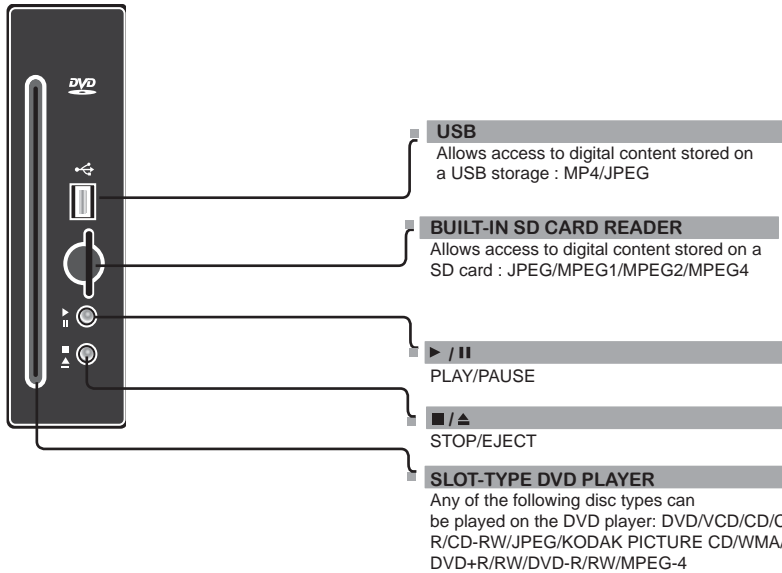 DVD
USB
Allows access to digital content stored on
a USB storage : MP4/JPEG
BUILT-IN SD CARD READER
Allows access to digital content stored on a
SD card : JPEG/MPEG1/MPEG2/MPEG4
▶ / II
PLAY/PAUSE
■/≜
STOP/EJECT
SLOT-TYPE DVD PLAYER
Any of the following disc types can
be played on the DVD player: DVD/VCD/CD/
R/CD-RW/JPEG/KODAK PICTURE CD/WMA/
DVD+R/RW/DVD-R/RW/MPEG-4